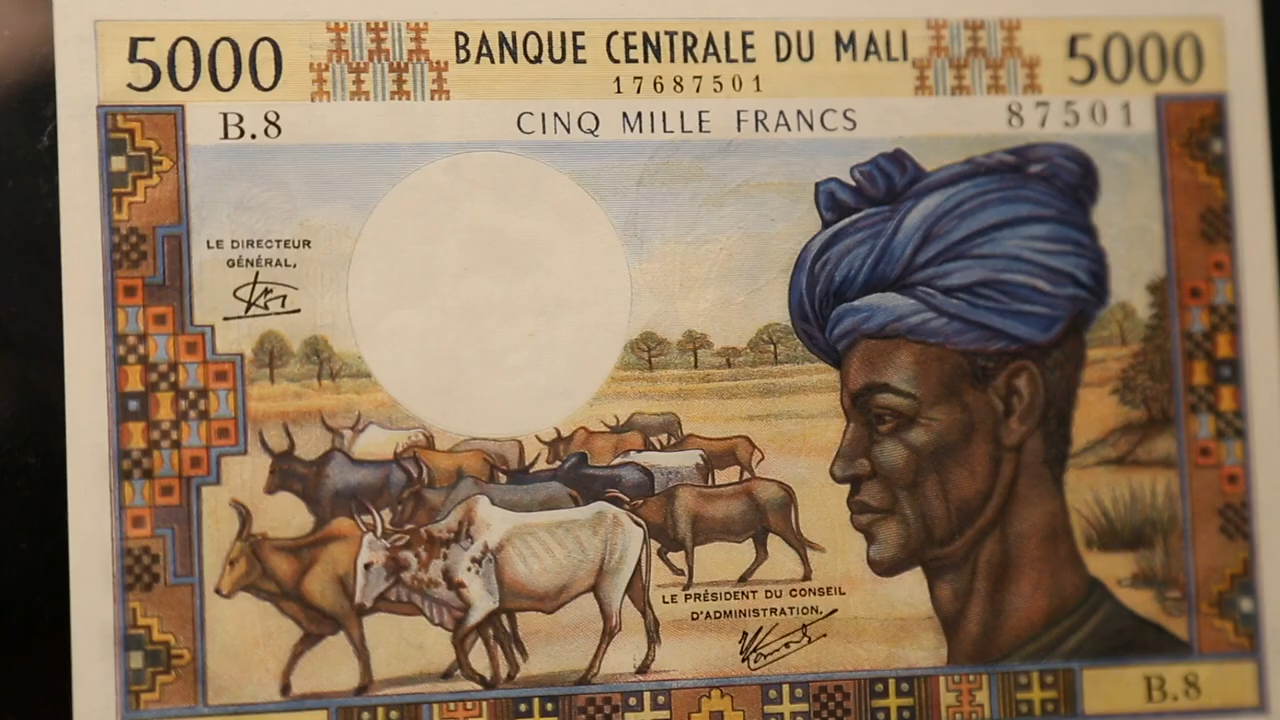 5000 BANQUE CENTRALE DU MALI 5000
17687501
B.8 CINQ MILLE FRANCS 87501
LE DIRECTEUR
GÉNÉRAL,
LE PRÉSIDENT DU CONSEIL
D'ADMINISTRATION,
B.8